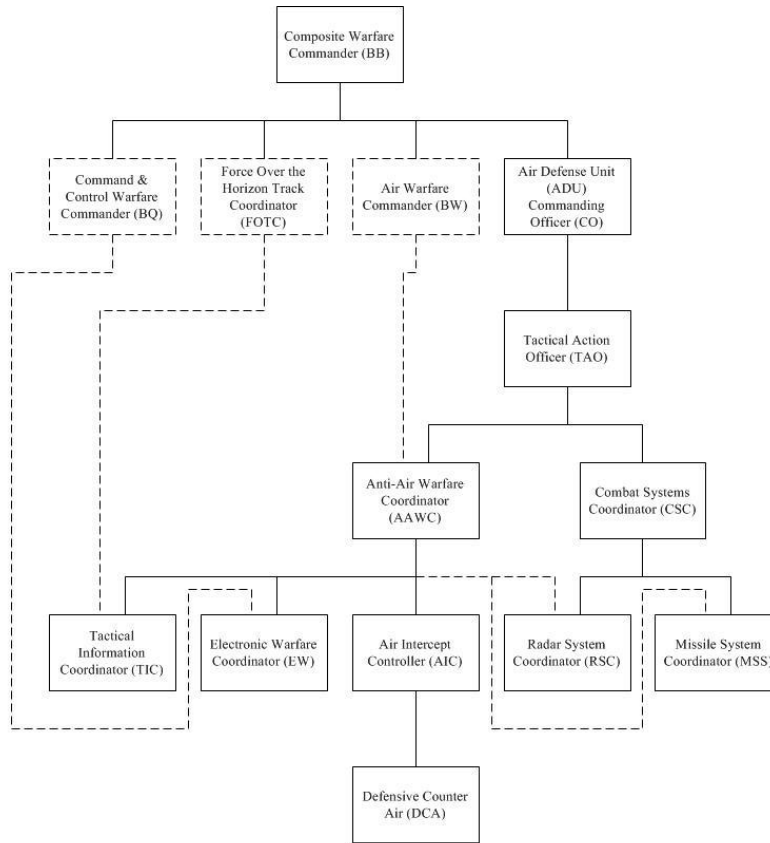 Composite Warfare
Commander (BB)
Command &
Control Warfare
Commander (BQ)
Force Over the
Horizon Track
Coordinator
(FOTC)
Air Warfare
Commander (BW)
Air Defense Unit
(ADU)
Commanding
Officer (CO)
Tactical Action
Officer (TAO)
Anti-Air Warfare
Coordinator
(AAWC)
Combat Systems
Coordinator (CSC)
Tactical
Information
Coordinator (TIC)
Electronic Warfare
Coordinator (EW)
Air Intercept
Controller (AIC)
Radar System
Coordinator (RSC)
Missile System
Coordinator (MSS)
Defensive Counter
Air (DCA)